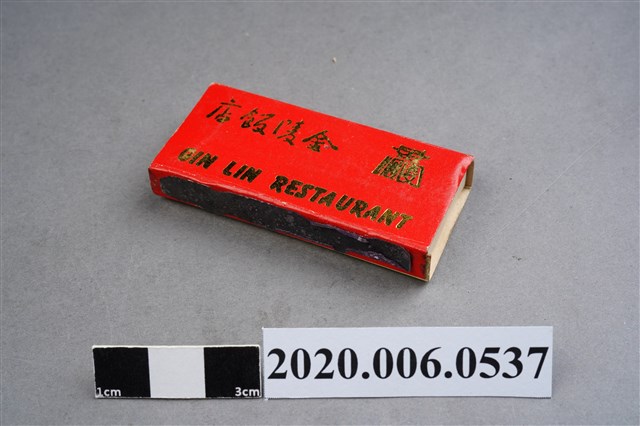 店飯陵金
GIN LIN RESTAURANT
1cm 3cm
2020.006.0537